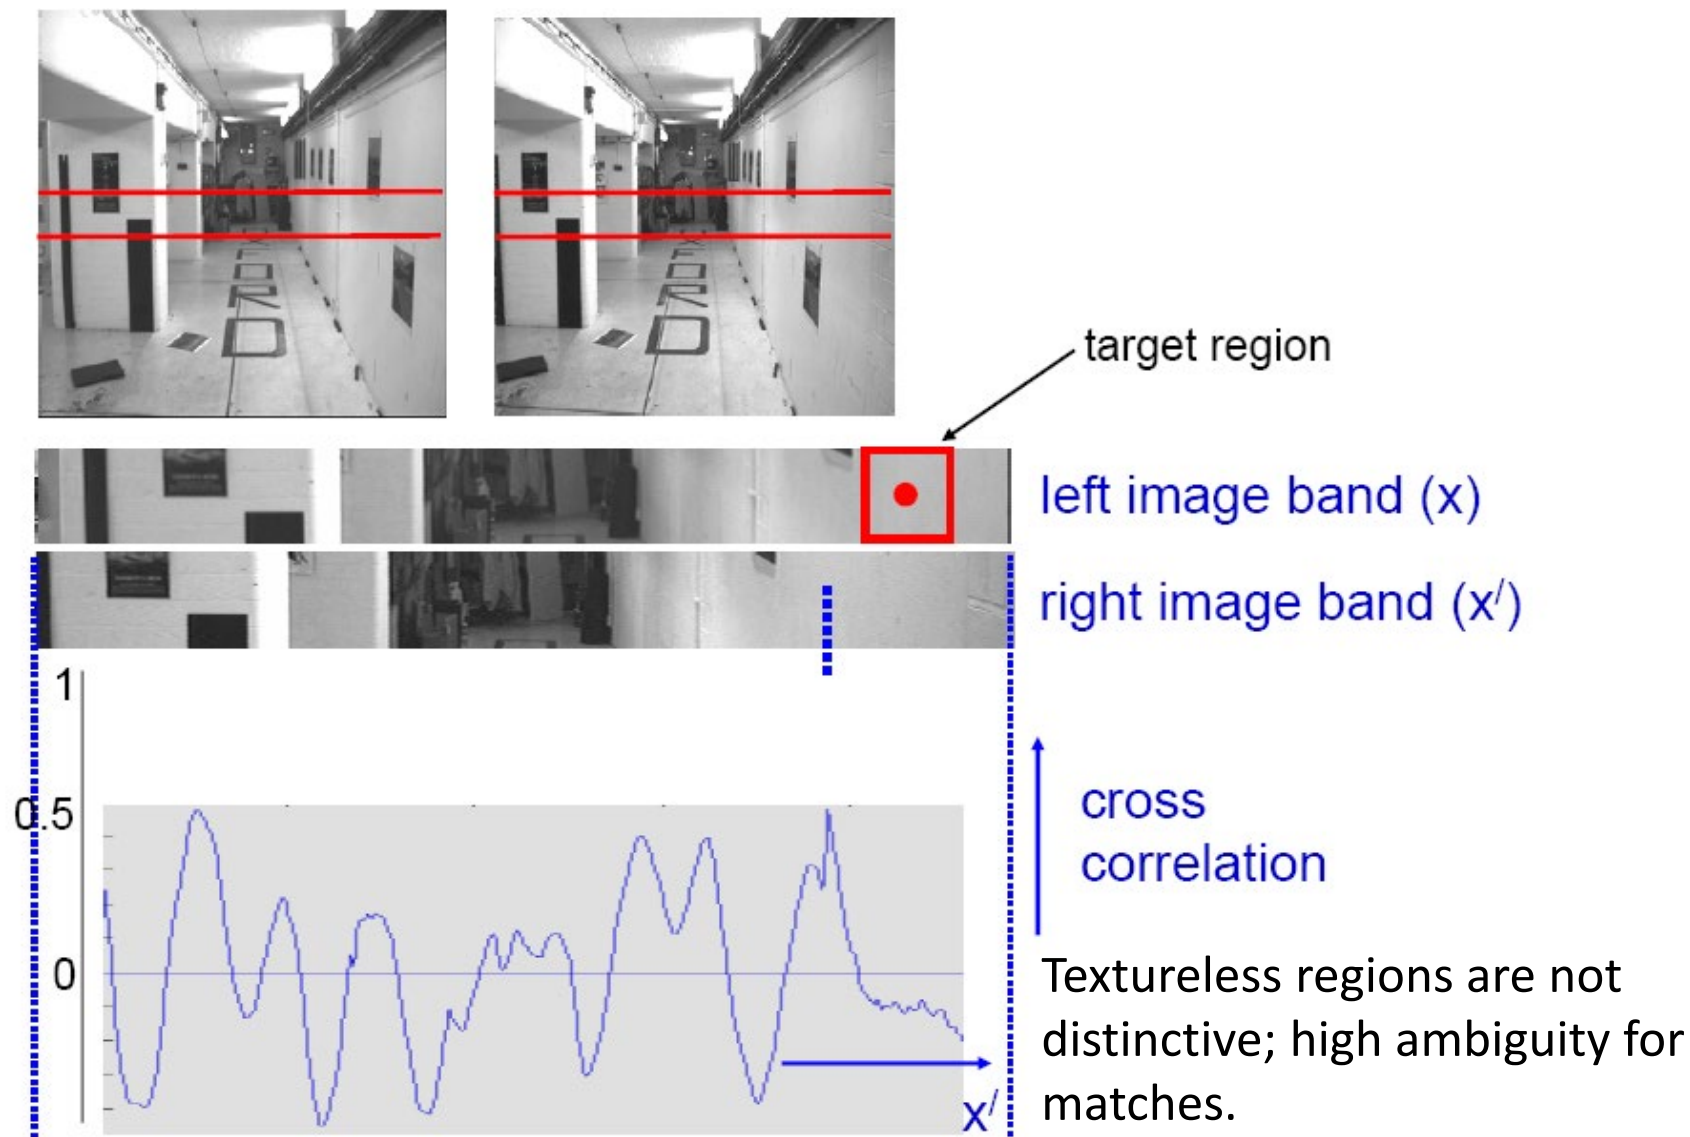 target region
left image band (x)
right image band (x/)
1
0.5
0
cross
correlation
x/
Textureless regions are not
distinctive; high ambiguity for
matches.